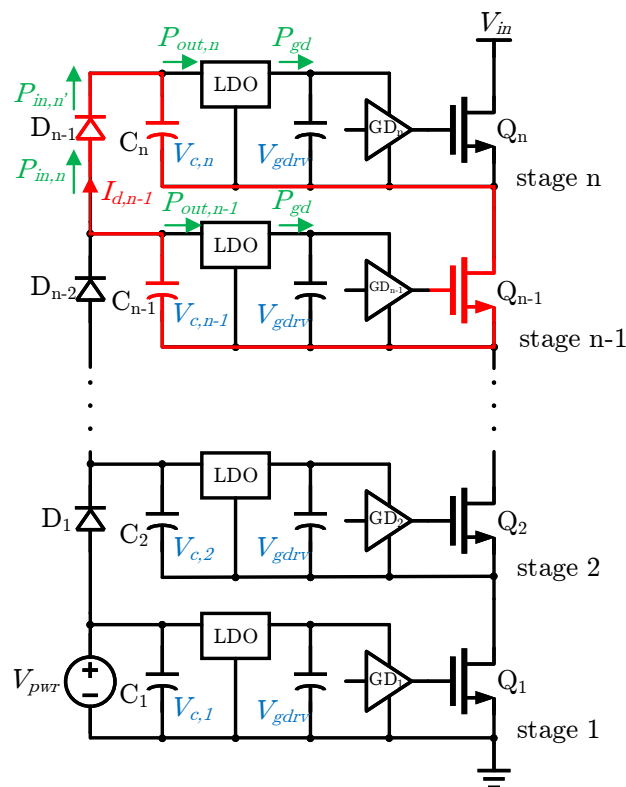 V_in
P_out,n P_gd
LDO
P_in,n'
D_n-1
C_n V_c,n V_gdrv GD_n Q_n
P_in,n
stage n
I_d,n-1 P_out,n-1 P_gd
LDO
D_n-2
C_n-1 V_c,n-1 V_gdrv GD_n-1 Q_n-1
stage n-1
LDO
D_1
C_2 V_c,2 V_gdrv GD_2 Q_2
stage 2
LDO
V_pwr + −
C_1 V_c,1 V_gdrv GD_1 Q_1
stage 1